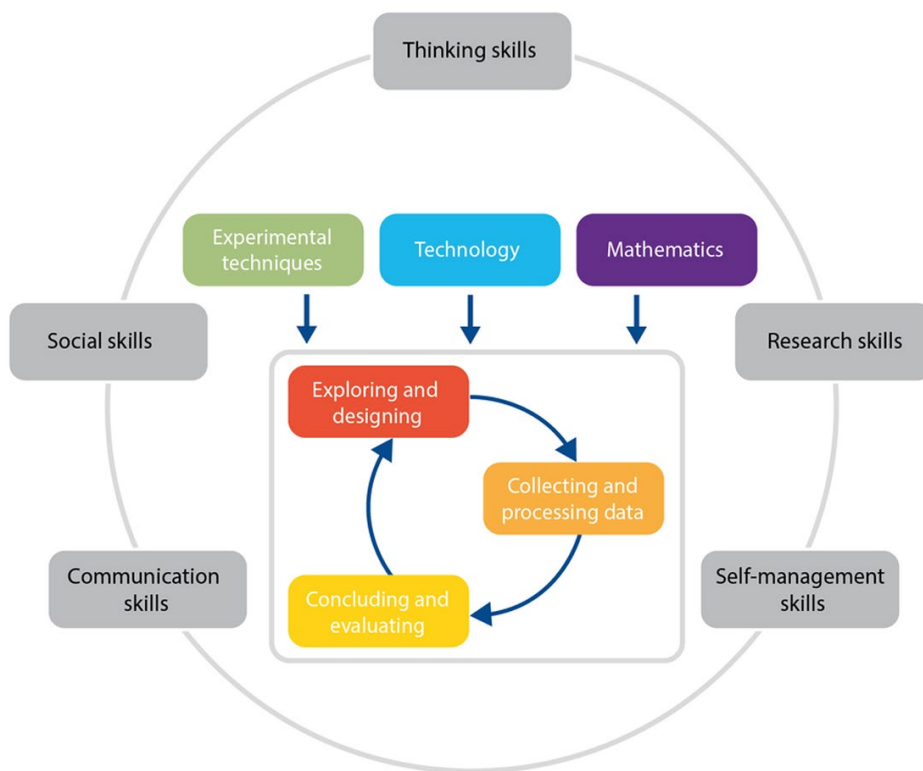 Thinking skills
Experimental
techniques
Technology
Mathematics
Social skills
Research skills
Exploring and
designing
Collecting and
processing data
Communication
skills
Self-management
skills
Concluding and
evaluating